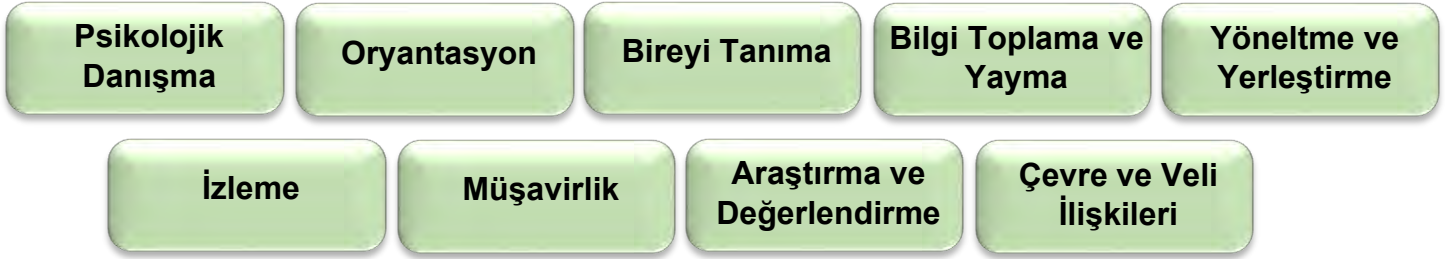 Psikolojik
Danışma
Oryantasyon
Bireyi Tanıma
Bilgi Toplama ve
Yayma
Yöneltme ve
Yerleştirme
İzleme
Müşavirlik
Araştırma ve
Değerlendirme
Çevre ve Veli
İlişkileri